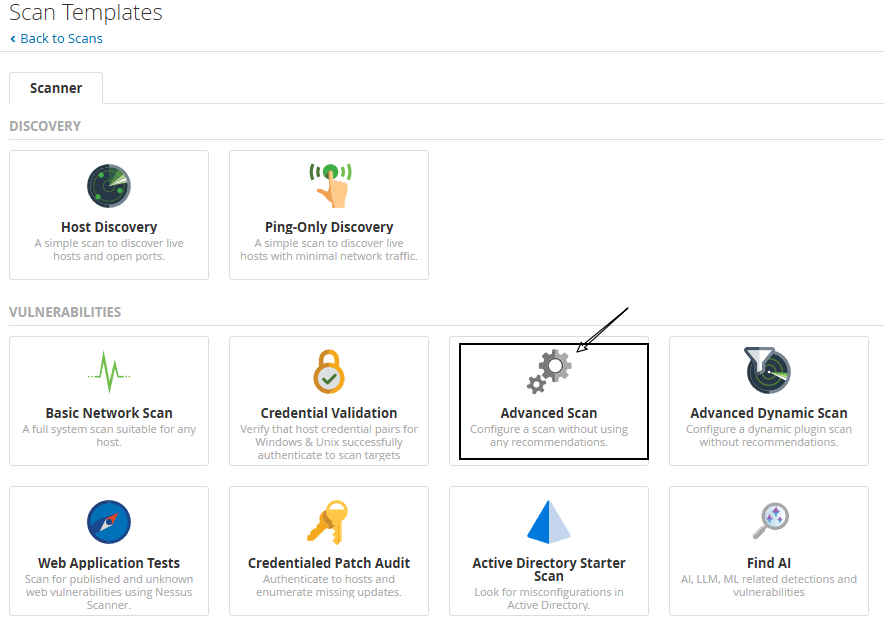 Scan Templates
‹ Back to Scans
Scanner
DISCOVERY
Host Discovery
A simple scan to discover live
hosts and open ports.
Ping-Only Discovery
A simple scan to discover live
hosts with minimal network traffic.
VULNERABILITIES
Basic Network Scan
A full system scan suitable for any
host.
Credential Validation
Verify that host credential pairs for
Windows & Unix successfully
authenticate to scan targets
Advanced Scan
Configure a scan without using
any recommendations.
Advanced Dynamic Scan
Configure a dynamic plugin scan
without recommendations.
Web Application Tests
Scan for published and unknown
web vulnerabilities using Nessus
Scanner.
Credentialed Patch Audit
Authenticate to hosts and
enumerate missing updates.
Active Directory Starter
Scan
Look for misconfigurations in
Active Directory.
Find AI
AI, LLM, ML related detections and
vulnerabilities